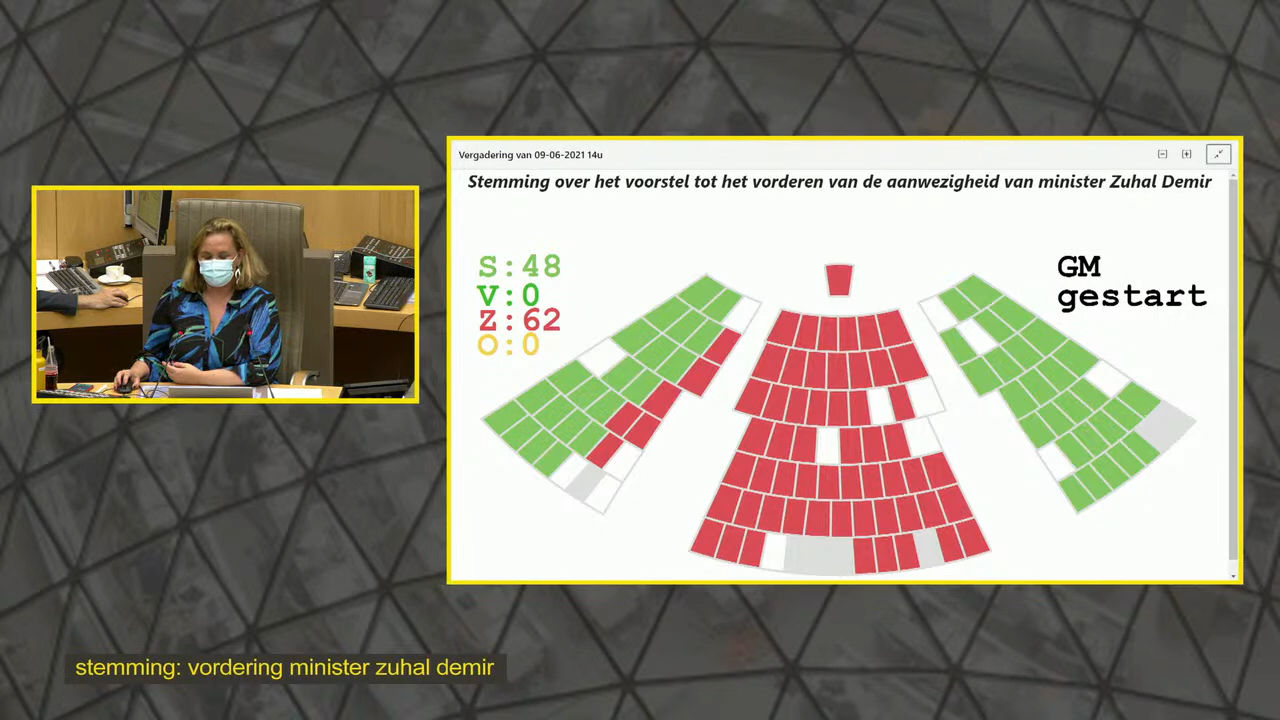 Vergadering van 09-06-2021 14u
Stemming over het voorstel tot het vorderen van de aanwezigheid van minister Zuhal Demir
S:48
V:0
Z:62
O:0
GM
gestart
stemming: vordering minister zuhal demir